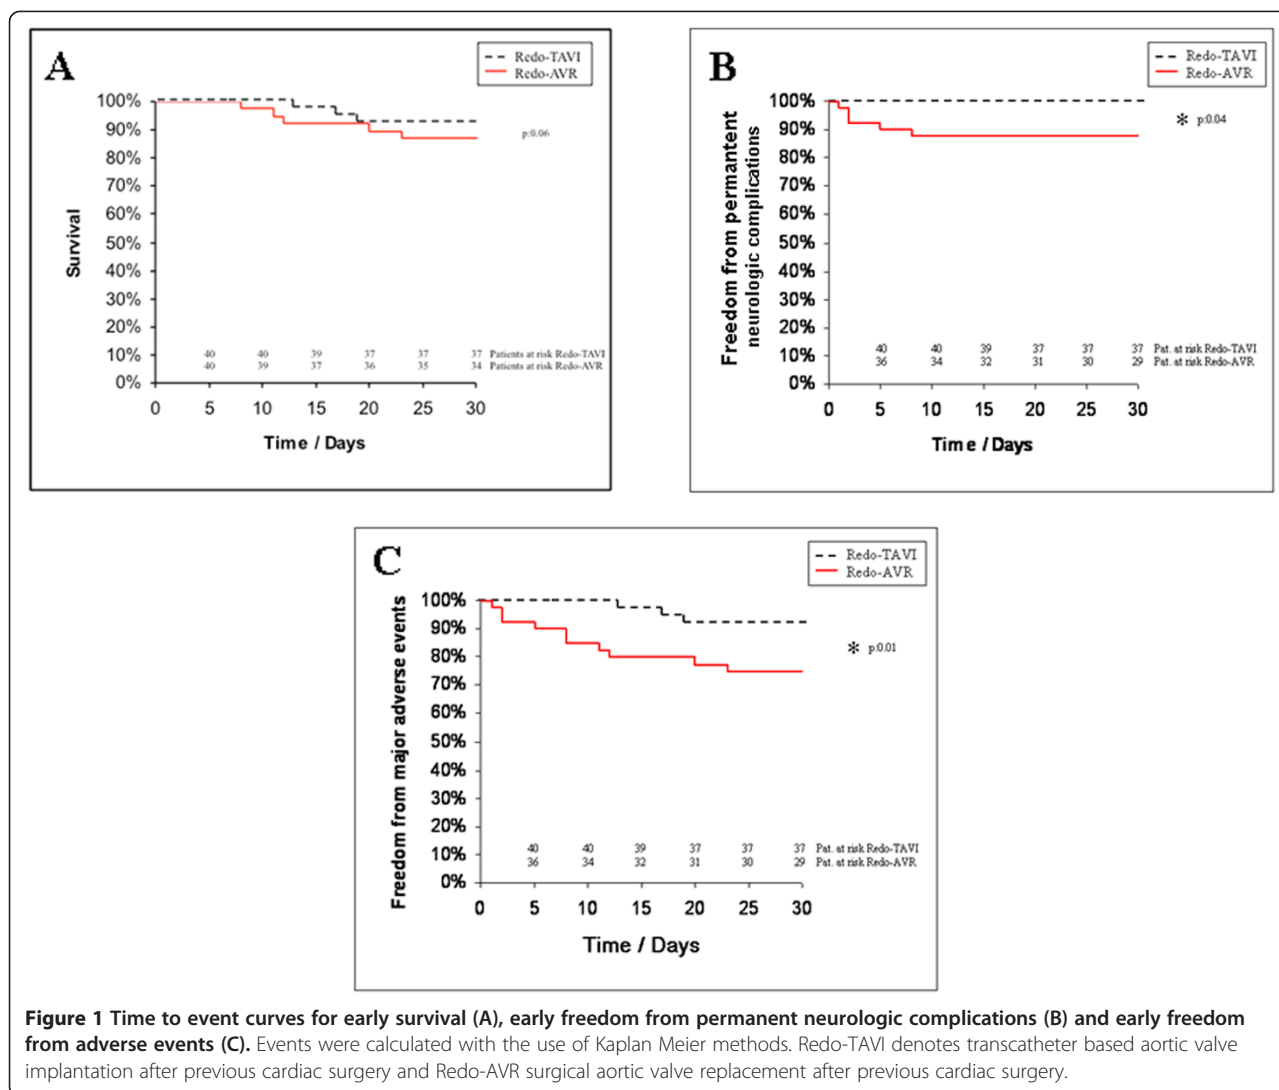 A
Redo-TAVI
Redo-AVR
100%
90%
80%
70%
60%
50%
40%
30%
20%
10%
0%
Survival
p:0.06
40 40 39 37 37 37 Patients at risk Redo-TAVI
40 39 37 36 35 34 Patients at risk Redo-AVR
0 5 10 15 20 25 30
Time / Days
B
Redo-TAVI
Redo-AVR
100%
90%
80%
70%
60%
50%
40%
30%
20%
10%
0%
Freedom from permantent
neurologic complications
* p:0.04
40 40 39 37 37 37 Pat. at risk Redo-TAVI
36 34 32 31 30 29 Pat. at risk Redo-AVR
0 5 10 15 20 25 30
Time / Days
C
Redo-TAVI
Redo-AVR
100%
90%
80%
70%
60%
50%
40%
30%
20%
10%
0%
Freedom from major adverse events
* p:0.01
40 40 39 37 37 37 Pat. at risk Redo-TAVI
36 34 32 31 30 29 Pat. at risk Redo-AVR
0 5 10 15 20 25 30
Time / Days
Figure 1 Time to event curves for early survival (A), early freedom from permanent neurologic complications (B) and early freedom
from adverse events (C). Events were calculated with the use of Kaplan Meier methods. Redo-TAVI denotes transcatheter based aortic valve
implantation after previous cardiac surgery and Redo-AVR surgical aortic valve replacement after previous cardiac surgery.